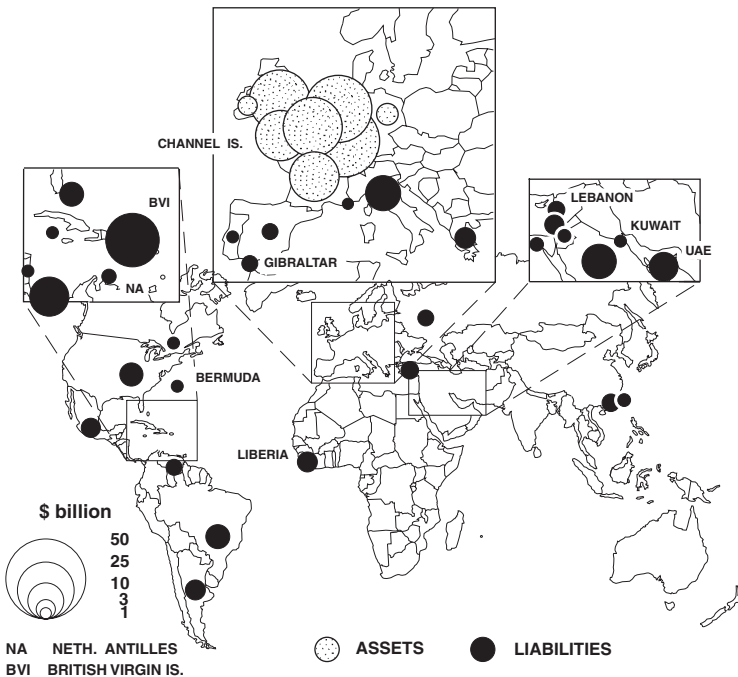 CHANNEL IS.
GIBRALTAR
BVI
NA
LEBANON
KUWAIT
UAE
BERMUDA
LIBERIA
$ billion
50
25
10
3
1
NA NETH. ANTILLES
BVI BRITISH VIRGIN IS.
ASSETS
LIABILITIES